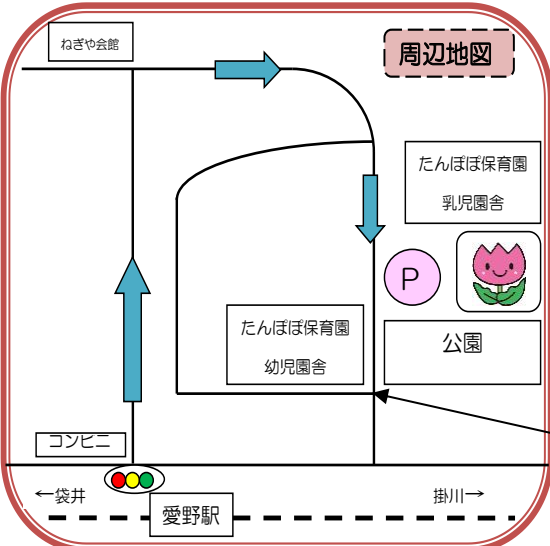 ねぎや会館
周辺地図
たんぽぽ保育園
乳児園舎
P
たんぽぽ保育園
幼児園舎
公園
コンビニ
←袋井
掛川→
愛野駅